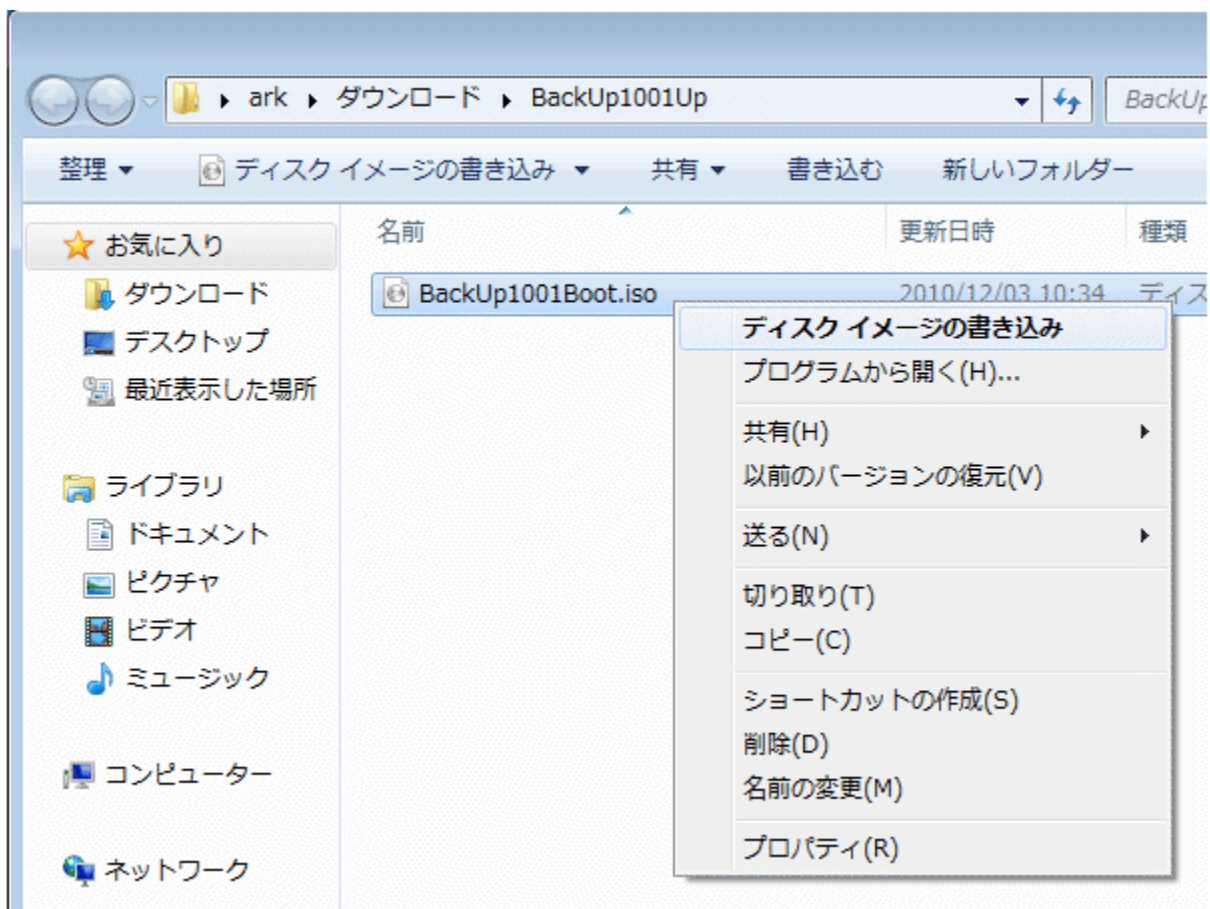 ark ダウンロード BackUp1001Up BackUp
整理 ディスク イメージの書き込み 共有 書き込む 新しいフォルダー
名前 更新日時 種類
お気に入り
ダウンロード
デスクトップ
最近表示した場所
ライブラリ
ドキュメント
ピクチャ
ビデオ
ミュージック
コンピューター
ネットワーク
BackUp1001Boot.iso 2010/12/03 10:34 ディス
ディスク イメージの書き込み
プログラムから開く(H)...
共有(H)
以前のバージョンの復元(V)
送る(N)
切り取り(T)
コピー(C)
ショートカットの作成(S)
削除(D)
名前の変更(M)
プロパティ(R)